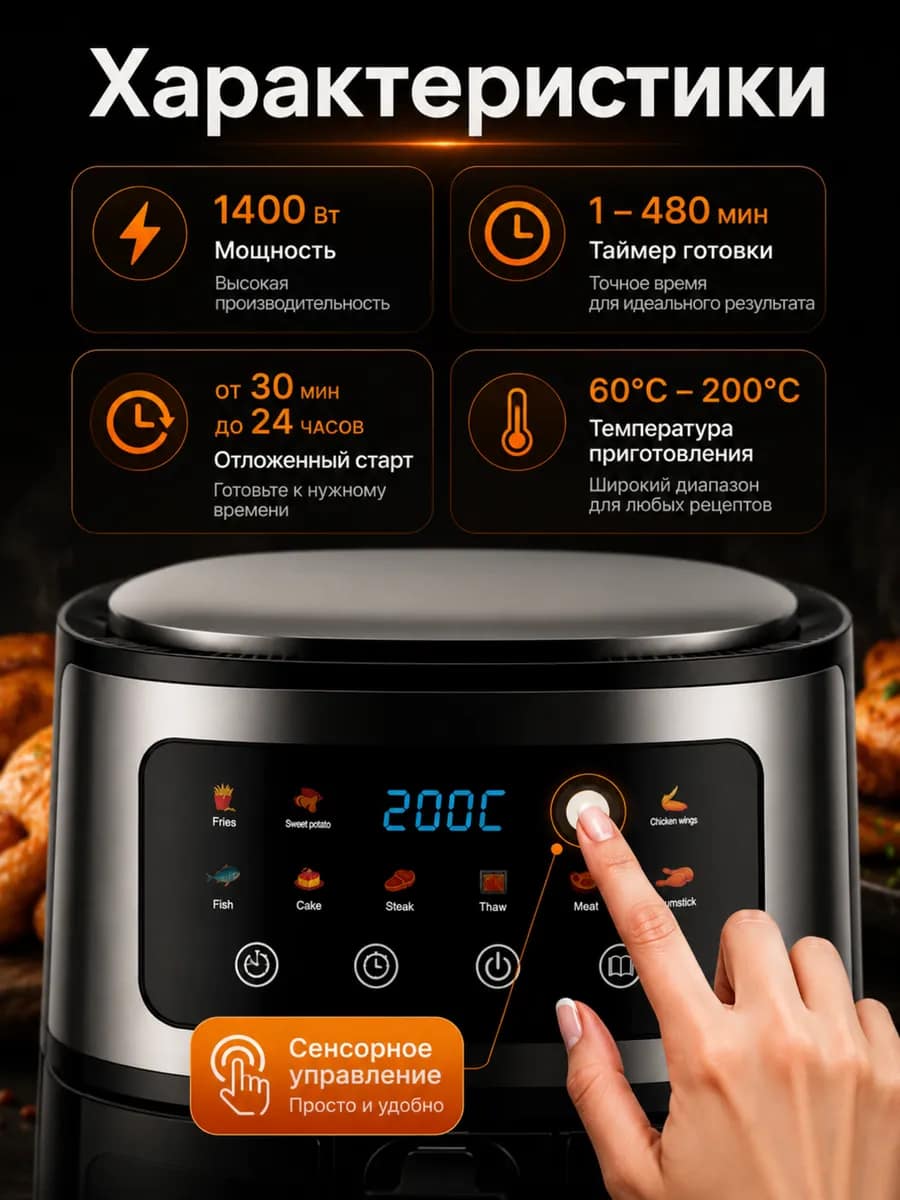 Характеристики
1400 Вт
Мощность
Высокая
производительность
1 – 480 мин
Таймер готовки
Точное время
для идеального результата
от 30 мин
до 24 часов
Отложенный старт
Готовьте к нужному
времени
60°C – 200°C
Температура
приготовления
Широкий диапазон
для любых рецептов
200C
Fries
Sweet potato
Chicken wings
Fish
Cake
Steak
Thaw
Meat
umstick
Сенсорное
управление
Просто и удобно